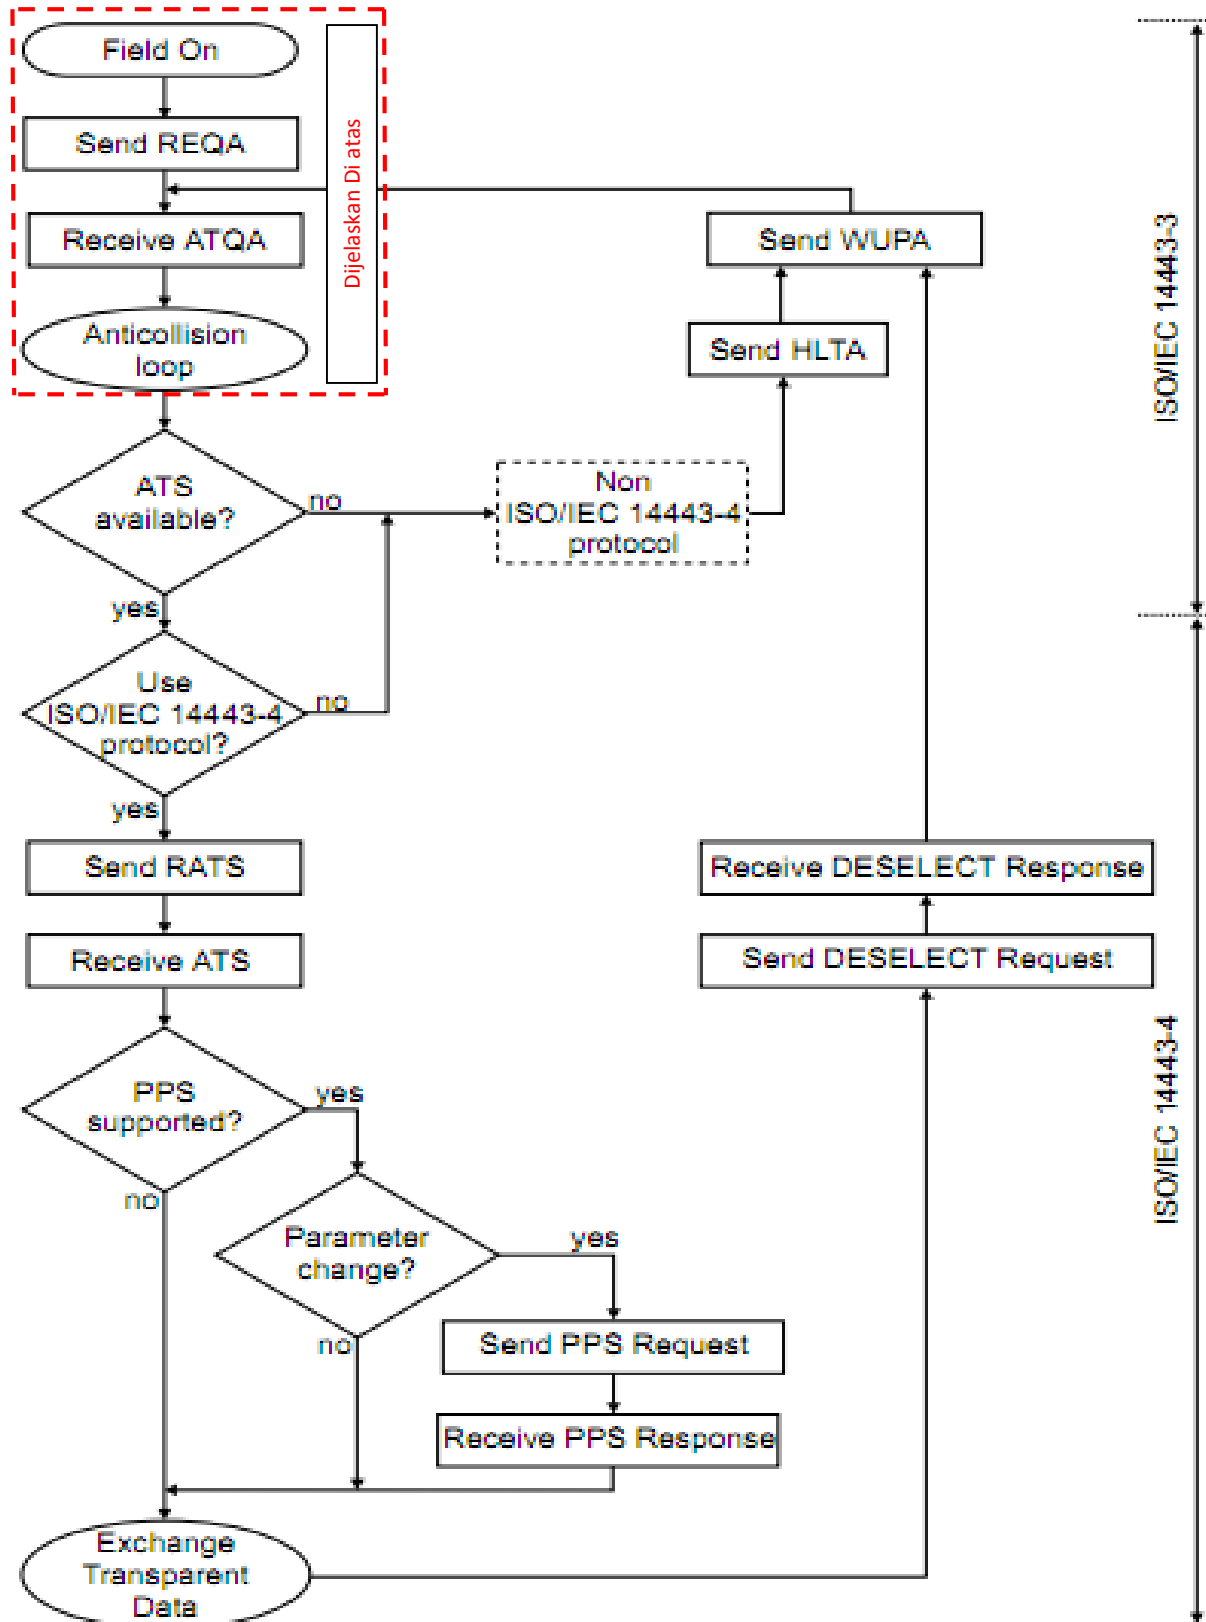 Field On
Send REQA
Receive ATQA
Anticollision
loop
Dijelaskan Di atas
Send WUPA
Send HLTA
ISO/IEC 14443-3
ATS
available?
no
Non
ISO/IEC 14443-4
protocol
yes
Use
ISO/IEC 14443-4
protocol?
no
yes
Send RATS
Receive ATS
Receive DESELECT Response
Send DESELECT Request
ISO/IEC 14443-4
PPS
supported?
yes
no
Parameter
change?
yes
no
Send PPS Request
Receive PPS Response
Exchange
Transparent
Data